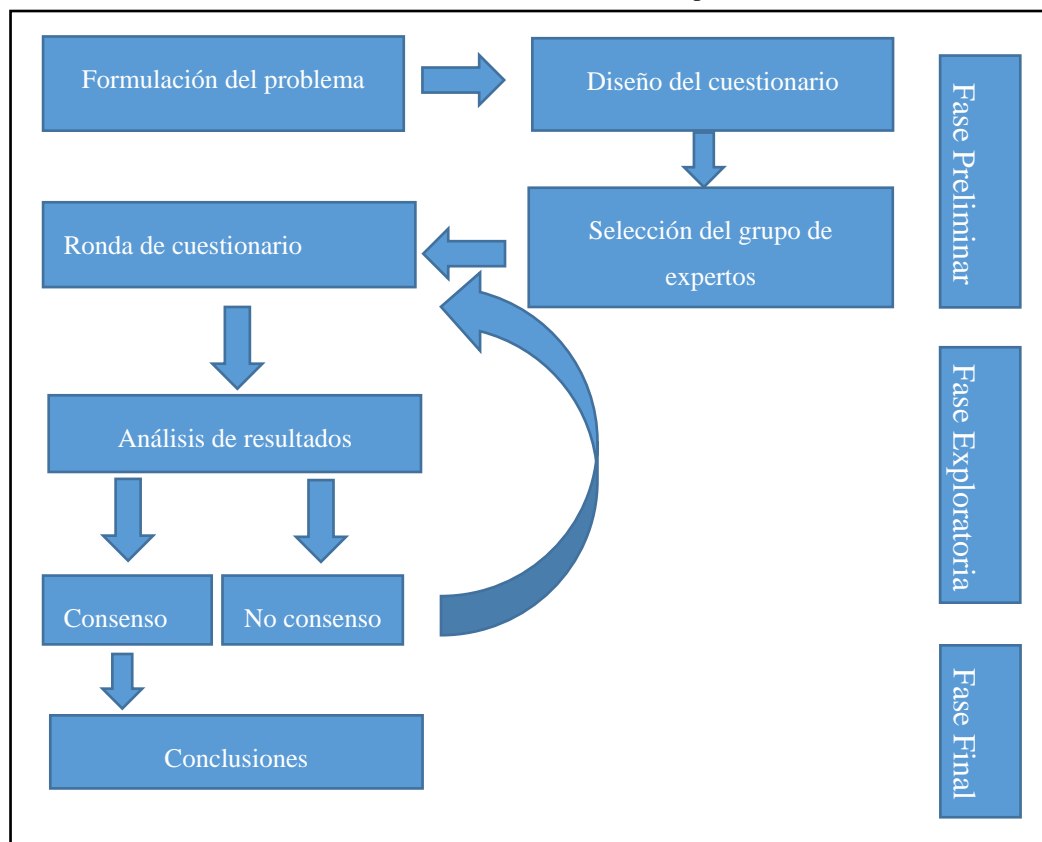 Formulación del problema
Diseño del cuestionario
Selección del grupo de
expertos
Ronda de cuestionario
Análisis de resultados
Consenso
No consenso
Conclusiones
Fase Preliminar
Fase Exploratoria
Fase Final